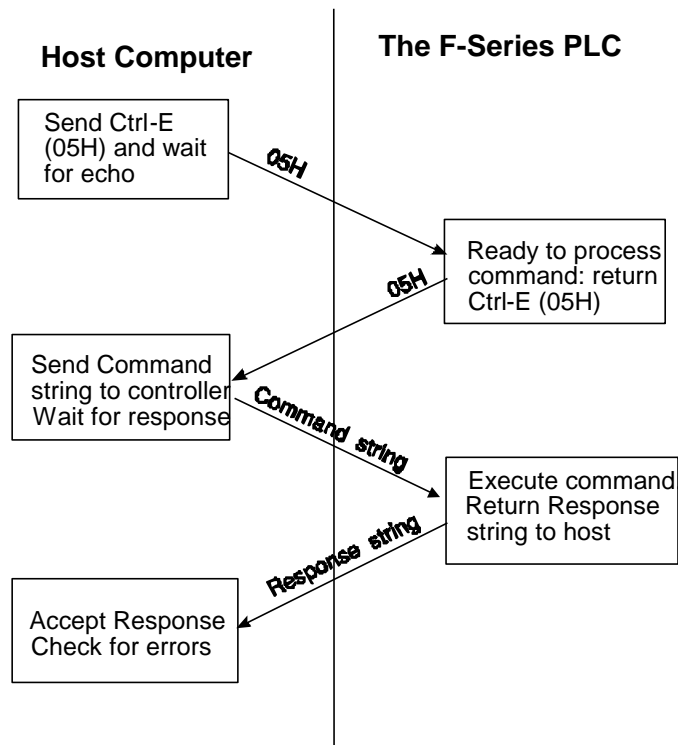 Host Computer
The F-Series PLC
Send Ctrl-E
(05H) and wait
for echo
05H
Ready to process
command: return
Ctrl-E (05H)
05H
Send Command
string to controller
Wait for response
Command string
Execute command
Return Response
string to host
Response string
Accept Response
Check for errors